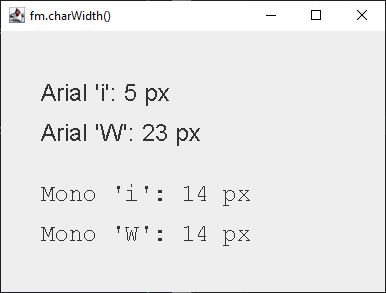 fm.charWidth()
Arial 'i': 5 px
Arial 'W': 23 px
Mono 'i': 14 px
Mono 'W': 14 px